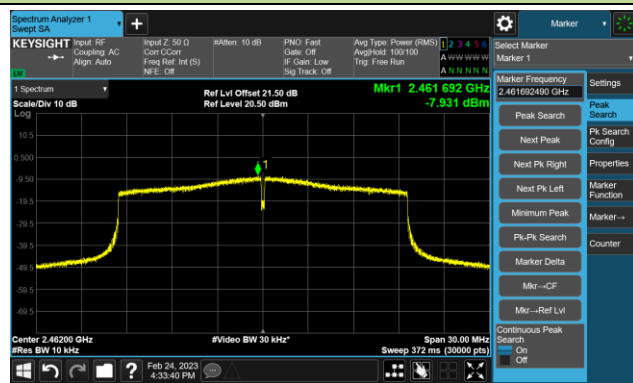 Spectrum Analyzer 1
Swept SA
Marker
KEYSIGHT
Input: RF
Coupling: AC
Align: Auto
Input Z: 50 Ω
Corr CCorr
Freq Ref: Int (S)
NFE: Off
#Atten: 10 dB
PNO: Fast
Gate: Off
IF Gain: Low
Sig Track: Off
Avg Type: Power (RMS)
Avg|Hold: 100/100
Trig: Free Run
1 2 3 4 5 6
A W W W W W
A N N N N N
Select Marker
Marker 1
1 Spectrum
Scale/Div 10 dB
Log
Ref Lvl Offset 21.50 dB
Ref Level 20.50 dBm
Mkr1 2.461 692 GHz
-7.931 dBm
10.5
0.500
-9.50
-19.5
-29.5
-39.5
-49.5
-59.5
-69.5
1
Center 2.46200 GHz
#Res BW 10 kHz
#Video BW 30 kHz*
Span 30.00 MHz
Sweep 372 ms (30000 pts)
Marker Frequency
2.461692490 GHz
Peak Search
Next Peak
Next Pk Right
Next Pk Left
Minimum Peak
Pk-Pk Search
Marker Delta
Mkr→CF
Mkr→Ref Lvl
Continuous Peak
Search
On
Off
Settings
Peak
Search
Pk Search
Config
Properties
Marker
Function
Marker→
Counter
Feb 24, 2023
4:33:40 PM